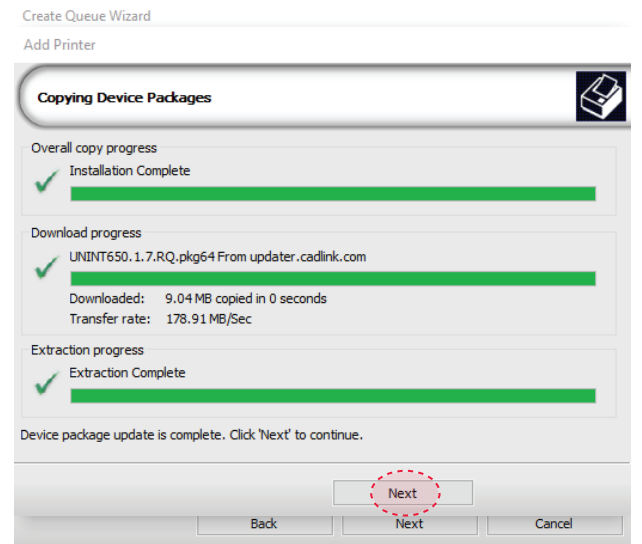 Create Queue Wizard
Add Printer
Copying Device Packages
Overall copy progress
Installation Complete
Download progress
UNINT650.1.7.RQ.pkg64 From updater.cadlink.com
Downloaded: 9.04 MB copied in 0 seconds
Transfer rate: 178.91 MB/Sec
Extraction progress
Extraction Complete
Device package update is complete. Click 'Next' to continue.
Next
Back Next Cancel